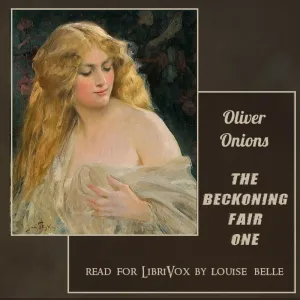 Oliver
Onions
THE
BECKONING
FAIR
ONE
READ FOR LIBRIVOX BY LOUISE BELLE